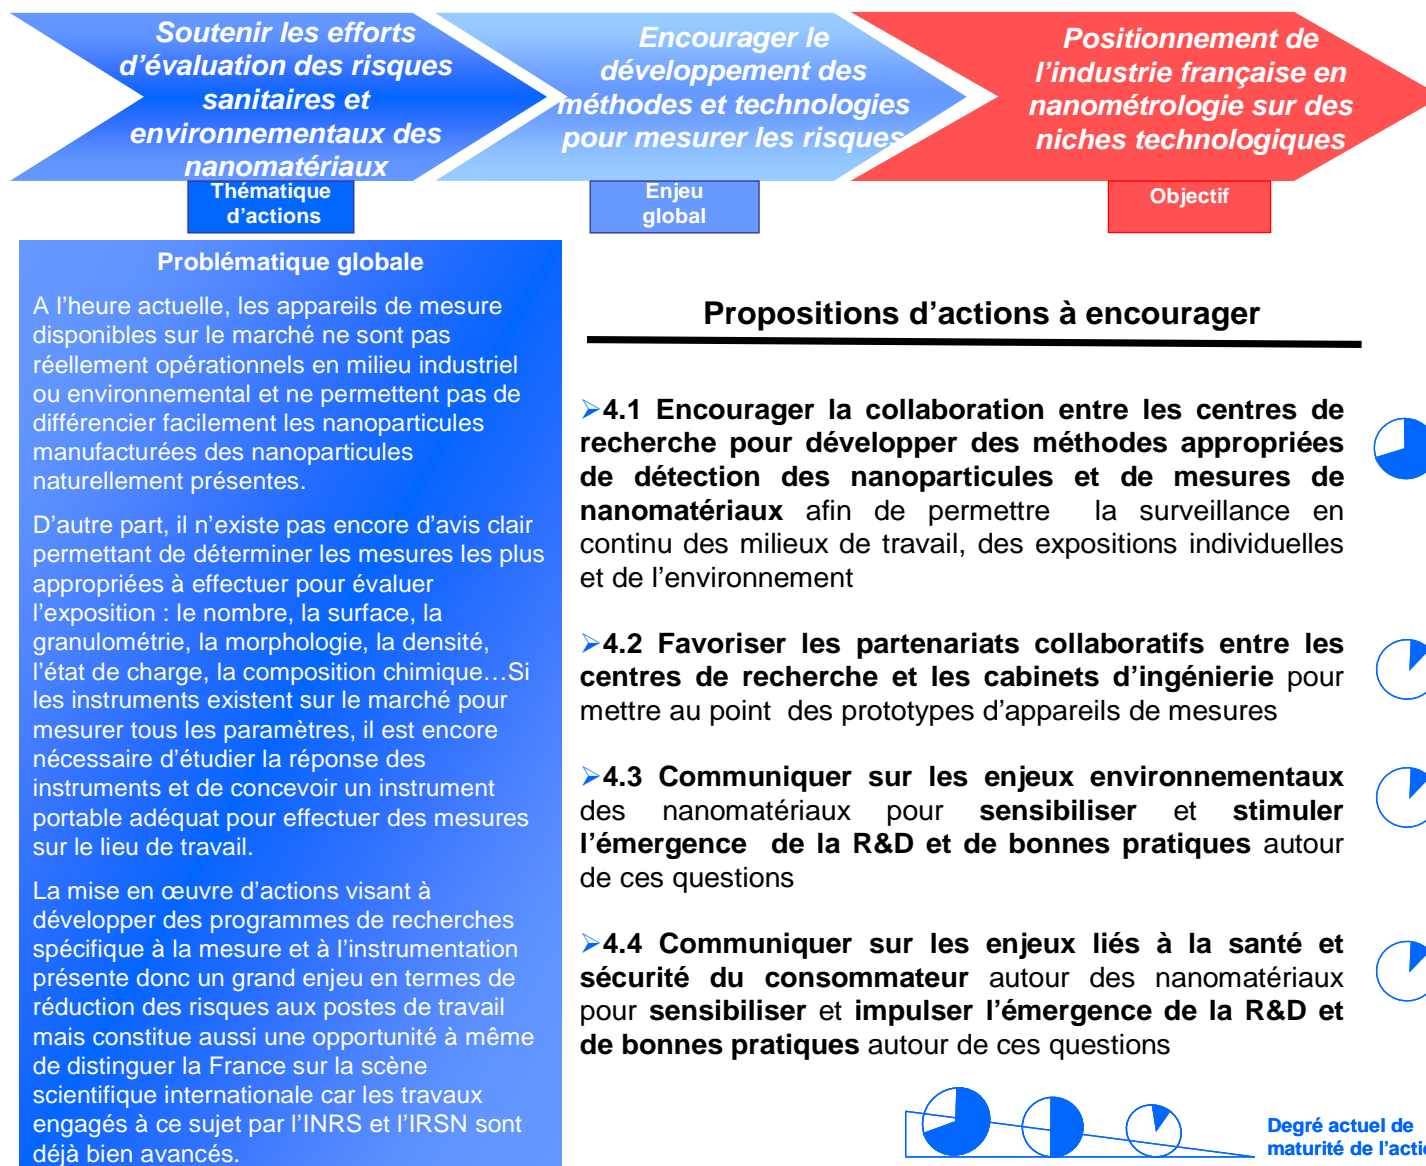 Soutenir les efforts
d’évaluation des risques
sanitaires et
environnementaux des
nanomatériaux
Encourager le
développement des
méthodes et technologies
pour mesurer les risques
Positionnement de
l’industrie française en
nanométrologie sur des
niches technologiques
Thématique
d’actions
Enjeu
global
Objectif
Problématique globale
A l’heure actuelle, les appareils de mesure
disponibles sur le marché ne sont pas
réellement opérationnels en milieu industriel
ou environnemental et ne permettent pas de
différencier facilement les nanoparticules
manufacturées des nanoparticules
naturellement présentes.
D’autre part, il n’existe pas encore d’avis clair
permettant de déterminer les mesures les plus
appropriées à effectuer pour évaluer
l’exposition : le nombre, la surface, la
granulométrie, la morphologie, la densité,
l’état de charge, la composition chimique…Si
les instruments existent sur le marché pour
mesurer tous les paramètres, il est encore
nécessaire d’étudier la réponse des
instruments et de concevoir un instrument
portable adéquat pour effectuer des mesures
sur le lieu de travail.
La mise en œuvre d’actions visant à
développer des programmes de recherches
spécifique à la mesure et à l’instrumentation
présente donc un grand enjeu en termes de
réduction des risques aux postes de travail
mais constitue aussi une opportunité à même
de distinguer la France sur la scène
scientifique internationale car les travaux
engagés à ce sujet par l’INRS et l’IRSN sont
déjà bien avancés.
Propositions d’actions à encourager
➢4.1 Encourager la collaboration entre les centres de
recherche pour développer des méthodes appropriées
de détection des nanoparticules et de mesures de
nanomatériaux afin de permettre la surveillance en
continu des milieux de travail, des expositions individuelles
et de l’environnement
➢4.2 Favoriser les partenariats collaboratifs entre les
centres de recherche et les cabinets d’ingénierie pour
mettre au point des prototypes d’appareils de mesures
➢4.3 Communiquer sur les enjeux environnementaux
des nanomatériaux pour sensibiliser et stimuler
l’émergence de la R&D et de bonnes pratiques autour
de ces questions
➢4.4 Communiquer sur les enjeux liés à la santé et
sécurité du consommateur autour des nanomatériaux
pour sensibiliser et impulser l’émergence de la R&D et
de bonnes pratiques autour de ces questions
Degré actuel de
maturité de l’acti